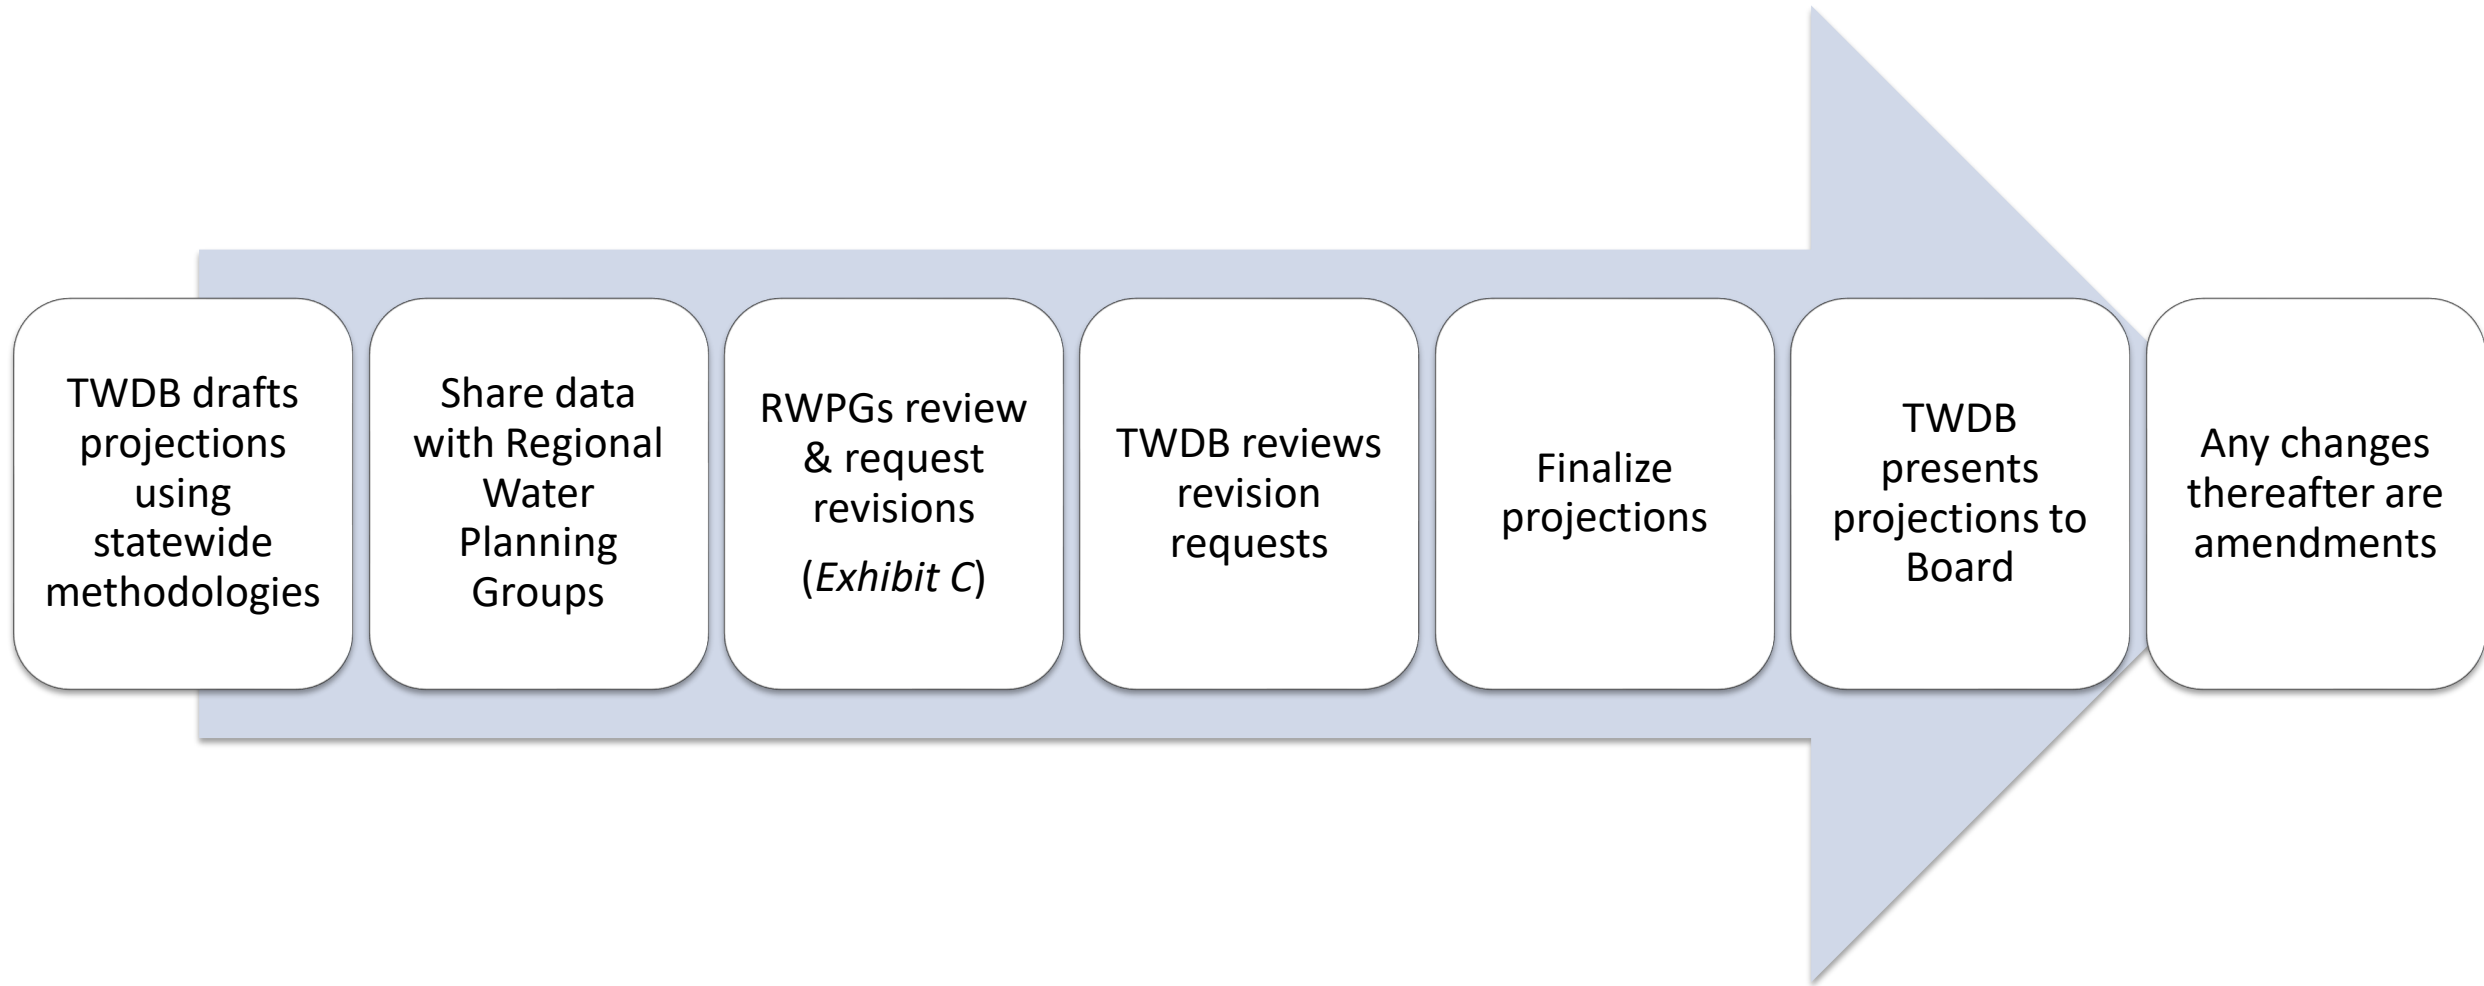 TWDB drafts
projections
using
statewide
methodologies
Share data
with Regional
Water
Planning
Groups
RWPGs review
& request
revisions
(Exhibit C)
TWDB reviews
revision
requests
Finalize
projections
TWDB
presents
projections to
Board
Any changes
thereafter are
amendments